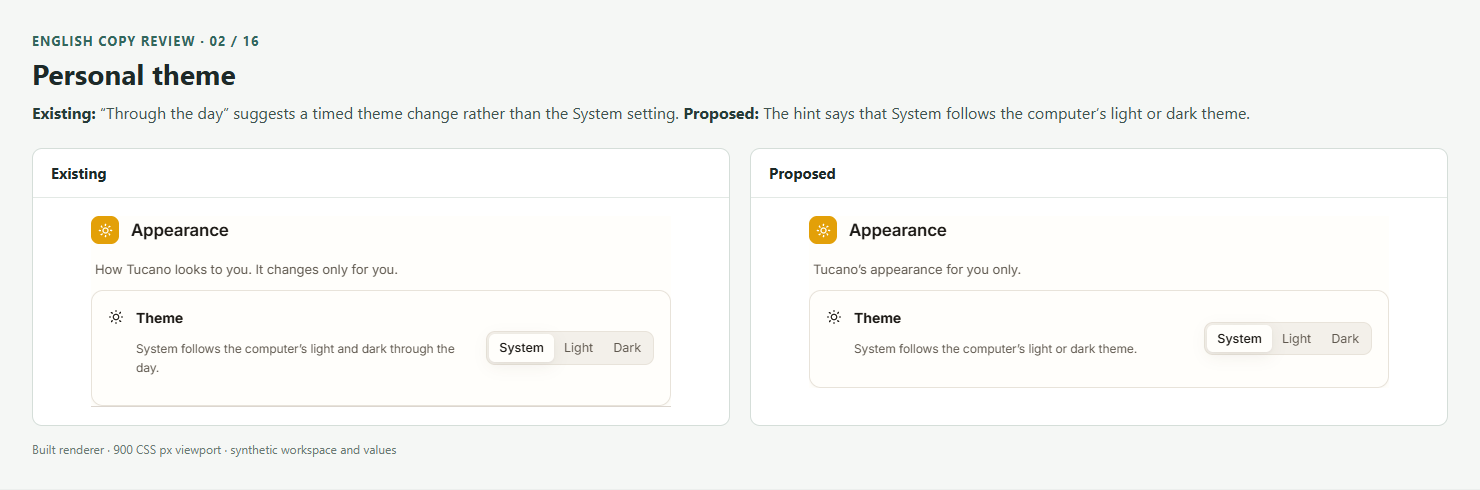 ENGLISH COPY REVIEW · 02 / 16
Personal theme
Existing: “Through the day” suggests a timed theme change rather than the System setting. Proposed: The hint says that System follows the computer’s light or dark theme.
Existing
Appearance
How Tucano looks to you. It changes only for you.
Theme
System follows the computer’s light and dark through the
day.
System Light Dark
Proposed
Appearance
Tucano’s appearance for you only.
Theme
System follows the computer’s light or dark theme.
System Light Dark
Built renderer · 900 CSS px viewport · synthetic workspace and values